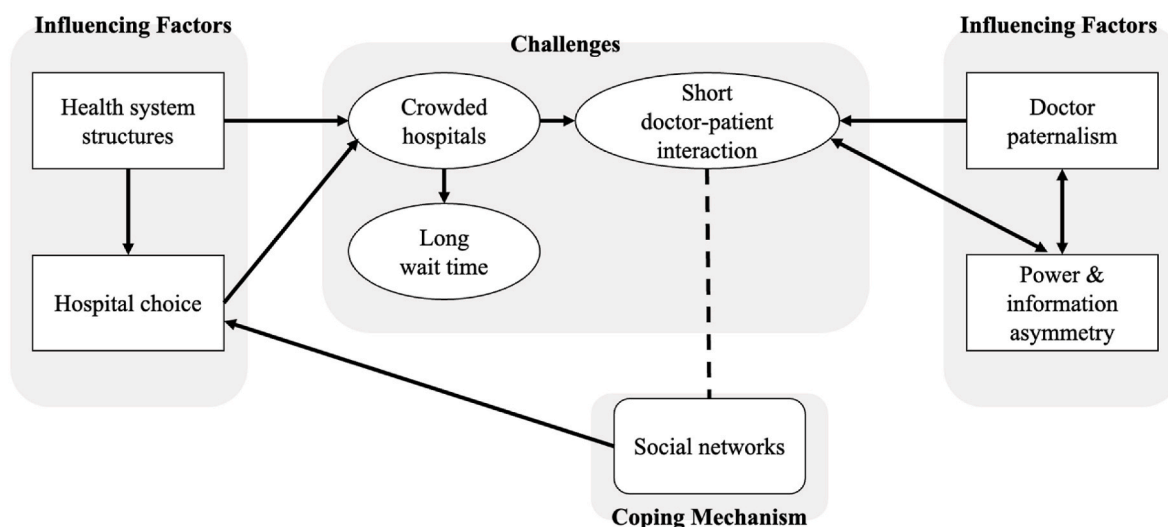 Influencing Factors
Challenges
Influencing Factors
Health system
structures
Crowded
hospitals
Short
doctor-patient
interaction
Doctor
paternalism
Hospital choice
Long
wait time
Power &
information
asymmetry
Social networks
Coping Mechanism